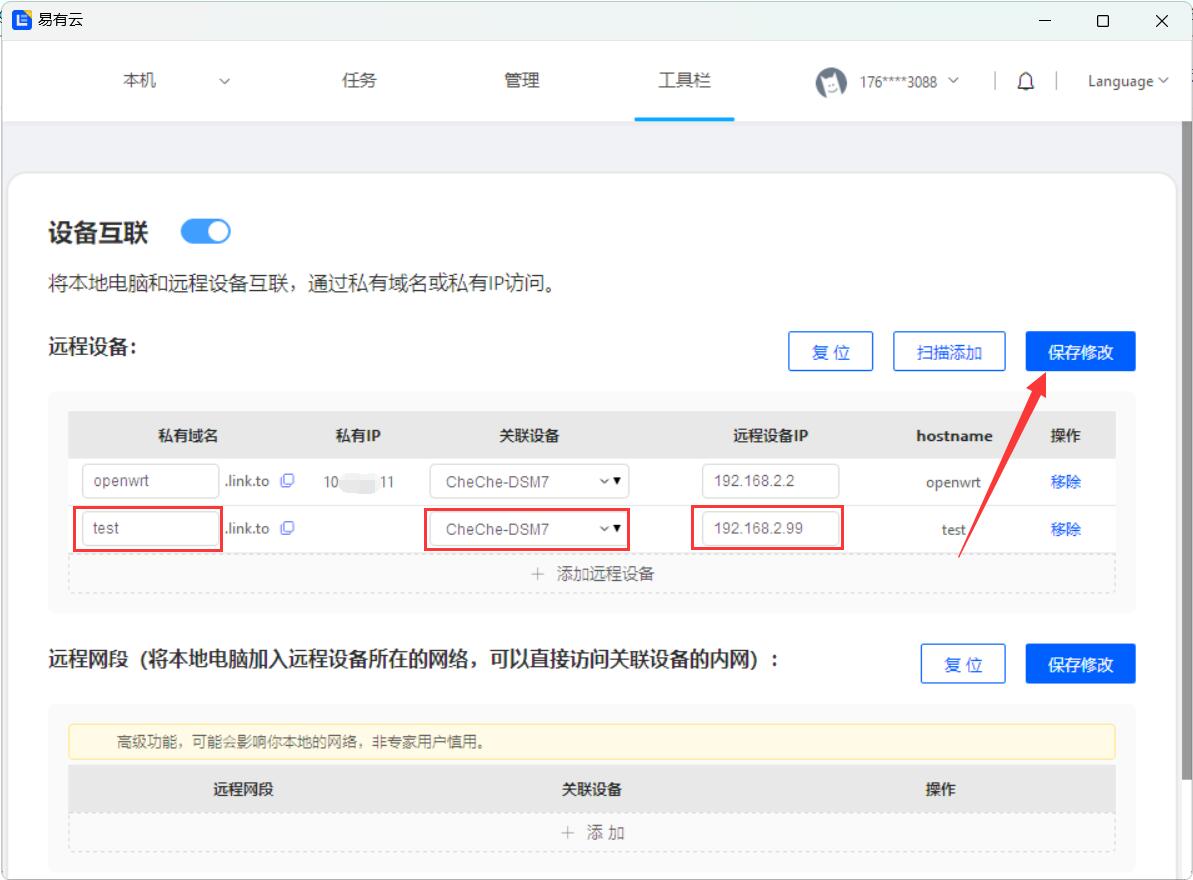 易有云
本机 任务 管理 工具栏 176****3088 Language
设备互联
将本地电脑和远程设备互联，通过私有域名或私有IP访问。
远程设备： 复 位 扫描添加 保存修改
私有域名 私有IP 关联设备 远程设备IP hostname 操作
openwrt .link.to 10 11 CheChe-DSM7 192.168.2.2 openwrt 移除
test .link.to CheChe-DSM7 192.168.2.99 test 移除
+ 添加远程设备
远程网段（将本地电脑加入远程设备所在的网络，可以直接访问关联设备的内网）： 复 位 保存修改
高级功能，可能会影响你本地的网络，非专家用户慎用。
远程网段 关联设备 操作
+ 添 加